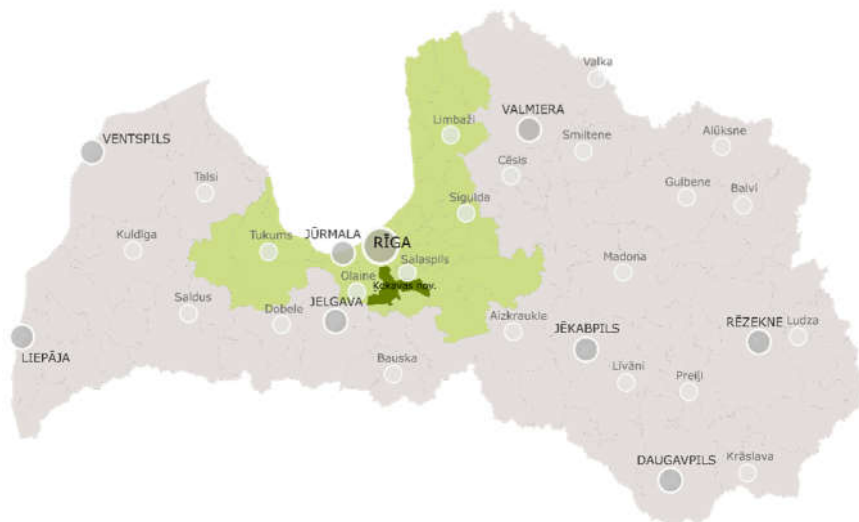 Valka
VALMIERA
Limbaži
Smiltene
Alūksne
VENTSPILS
Cēsis
Talsi
Sigulda
Gulbene
Balvi
JŪRMALA
RĪGA
Kuldīga
Tukums
Salaspils
Madona
Olaine
Ķekavas nov.
JELGAVA
Saldus
Dobele
Aizkraukle
JĒKABPILS
RĒZEKNE
Ludza
LIEPĀJA
Bauska
Līvāni
Preiļi
DAUGAVPILS
Krāslava